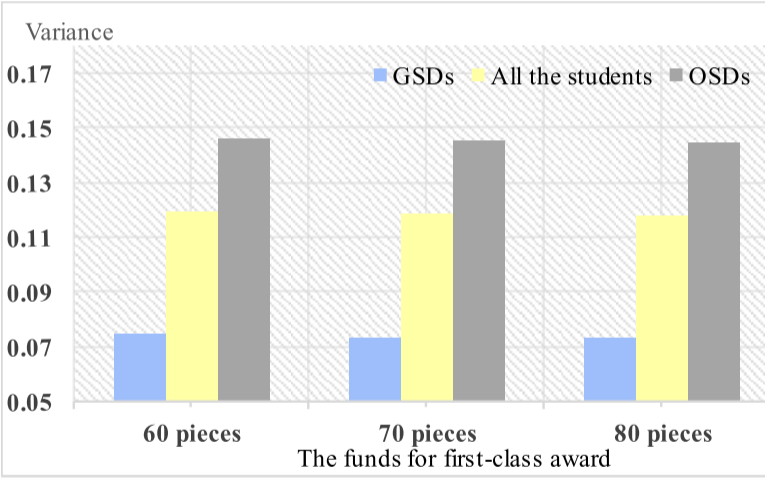 Variance
GSDs All the students OSDs
0.17
0.15
0.13
0.11
0.09
0.07
0.05
60 pieces 70 pieces 80 pieces
The funds for first-class award